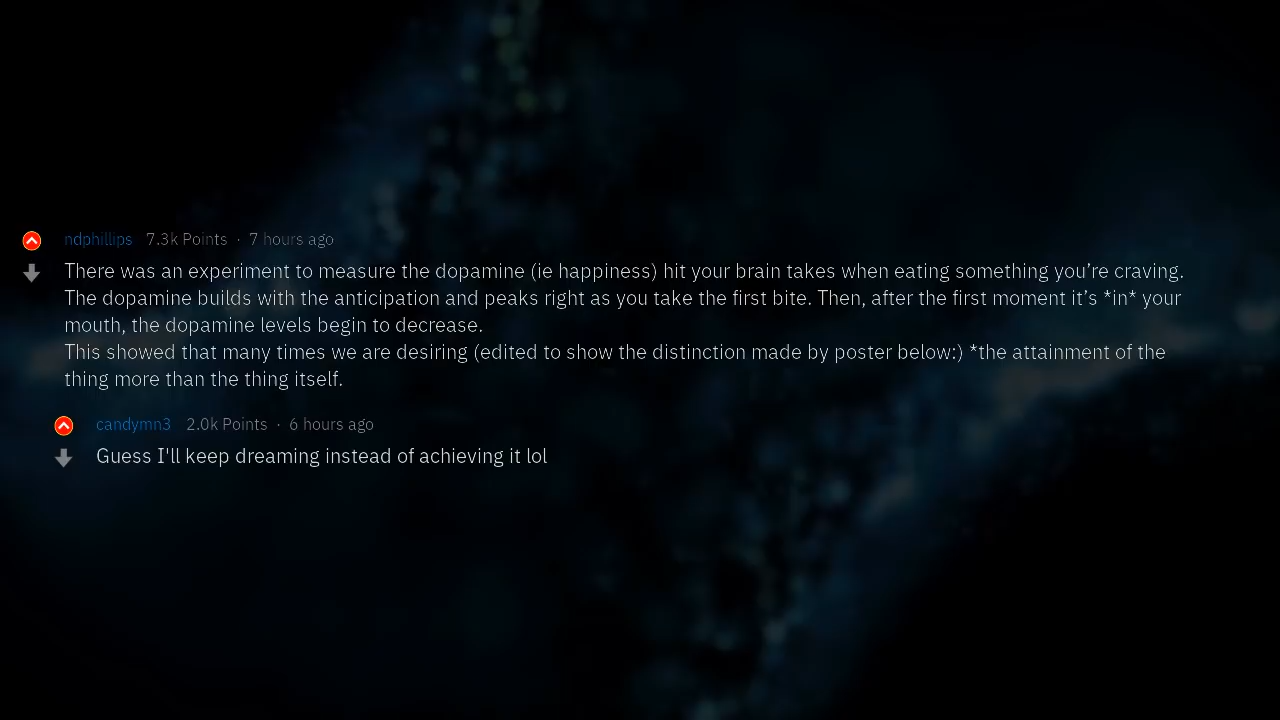 ndphillips 7.3k Points · 7 hours ago
There was an experiment to measure the dopamine (ie happiness) hit your brain takes when eating something you’re craving.
The dopamine builds with the anticipation and peaks right as you take the first bite. Then, after the first moment it’s *in* your
mouth, the dopamine levels begin to decrease.
This showed that many times we are desiring (edited to show the distinction made by poster below:) *the attainment of the
thing more than the thing itself.
candymn3 2.0k Points · 6 hours ago
Guess I'll keep dreaming instead of achieving it lol